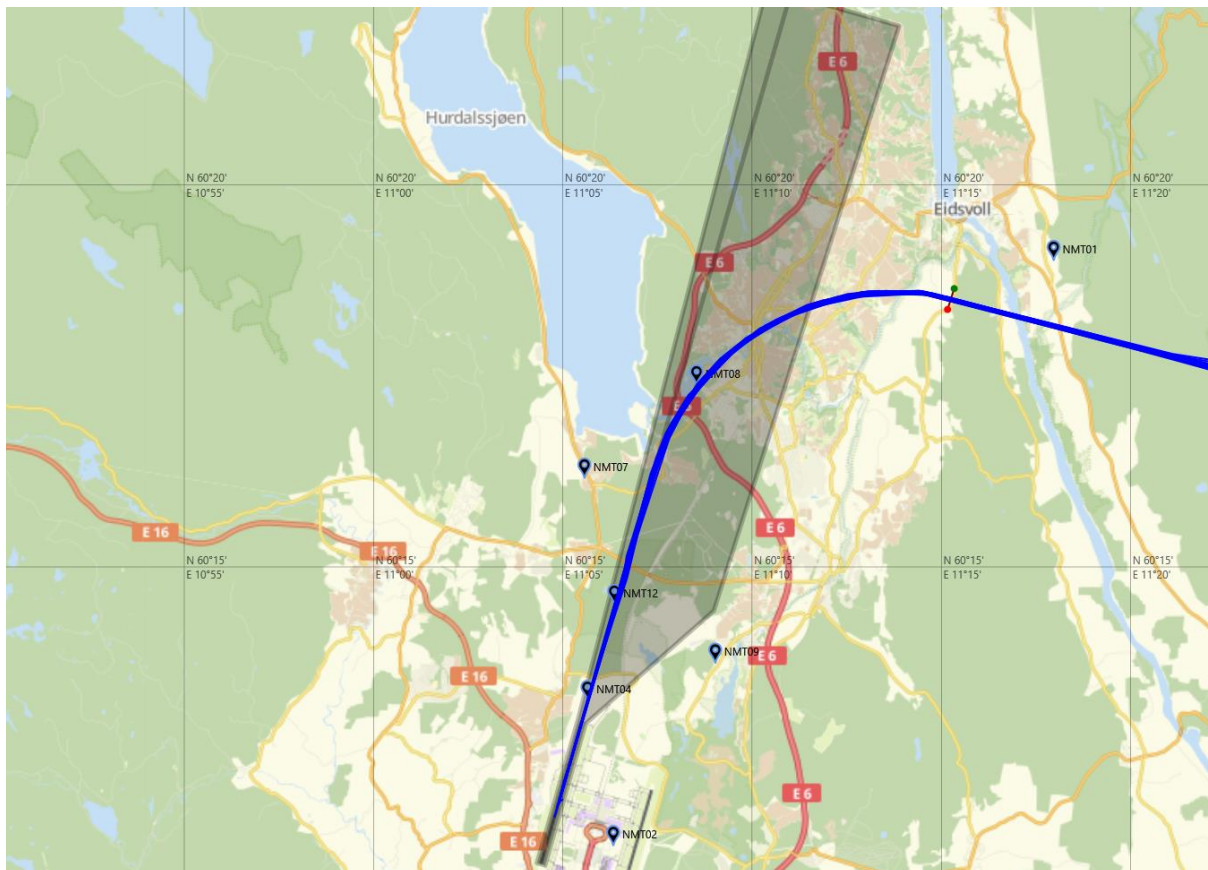 E 6
Hurdalssjøen
N 60°20'
E 10°55'
N 60°20'
E 11°00'
N 60°20'
E 11°05'
N 60°20'
E 11°10'
N 60°20'
E 11°15'
N 60°20'
E 11°20'
Eidsvoll
NMT01
E 6
NMT08
E 6
NMT07
E 16
E 6
E 16
N 60°15'
E 10°55'
N 60°15'
E 11°00'
N 60°15'
E 11°05'
N 60°15'
E 11°10'
N 60°15'
E 11°15'
N 60°15'
E 11°20'
NMT12
NMT09
E 6
E 16
NMT04
E 6
NMT02
E 16